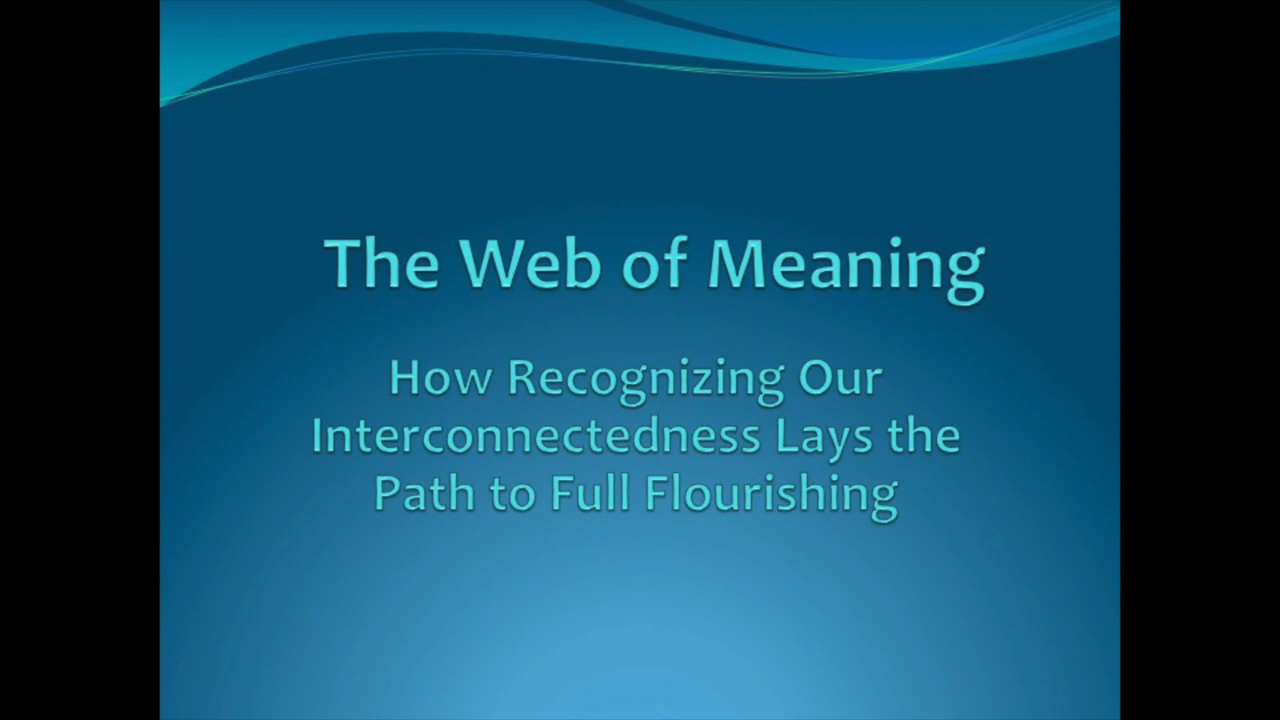 The Web of Meaning
How Recognizing Our
Interconnectedness Lays the
Path to Full Flourishing